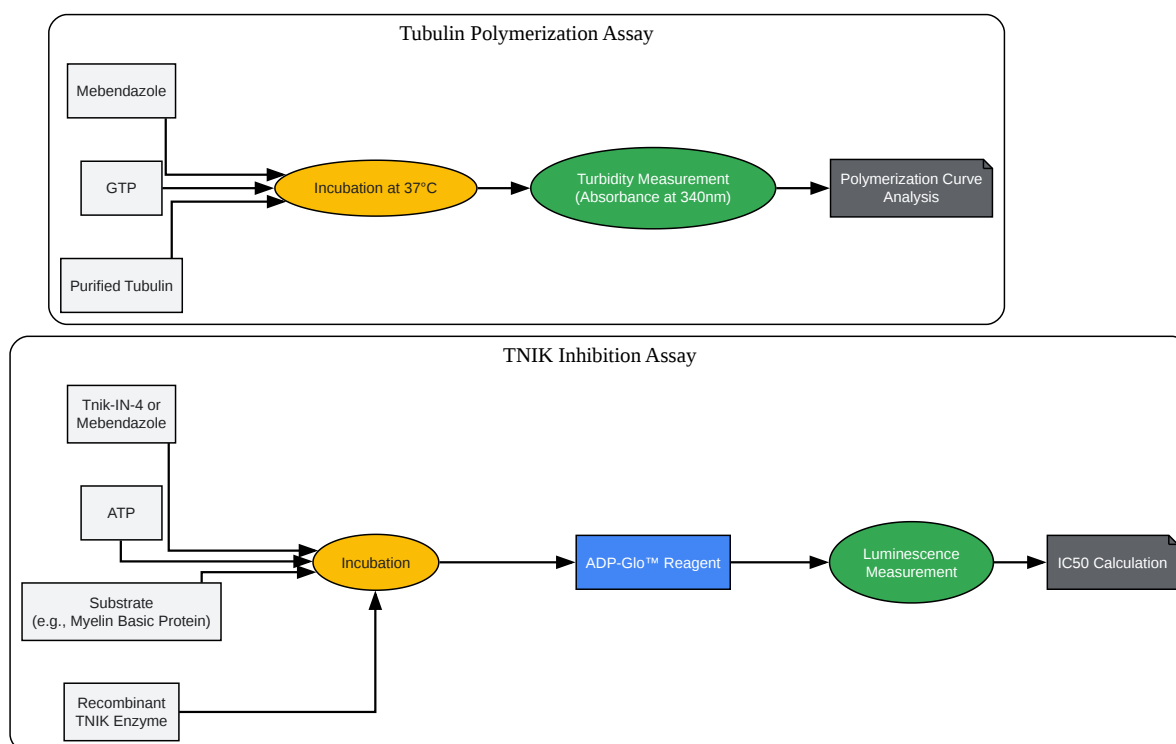 Tubulin Polymerization Assay
Mebendazole
GTP
Purified Tubulin
Incubation at 37°C
Turbidity Measurement
(Absorbance at 340nm)
Polymerization Curve
Analysis
TNIK Inhibition Assay
Tnik-IN-4 or
Mebendazole
ATP
Substrate
(e.g., Myelin Basic Protein)
Recombinant
TNIK Enzyme
Incubation
ADP-Glo™ Reagent
Luminescence
Measurement
IC50 Calculation